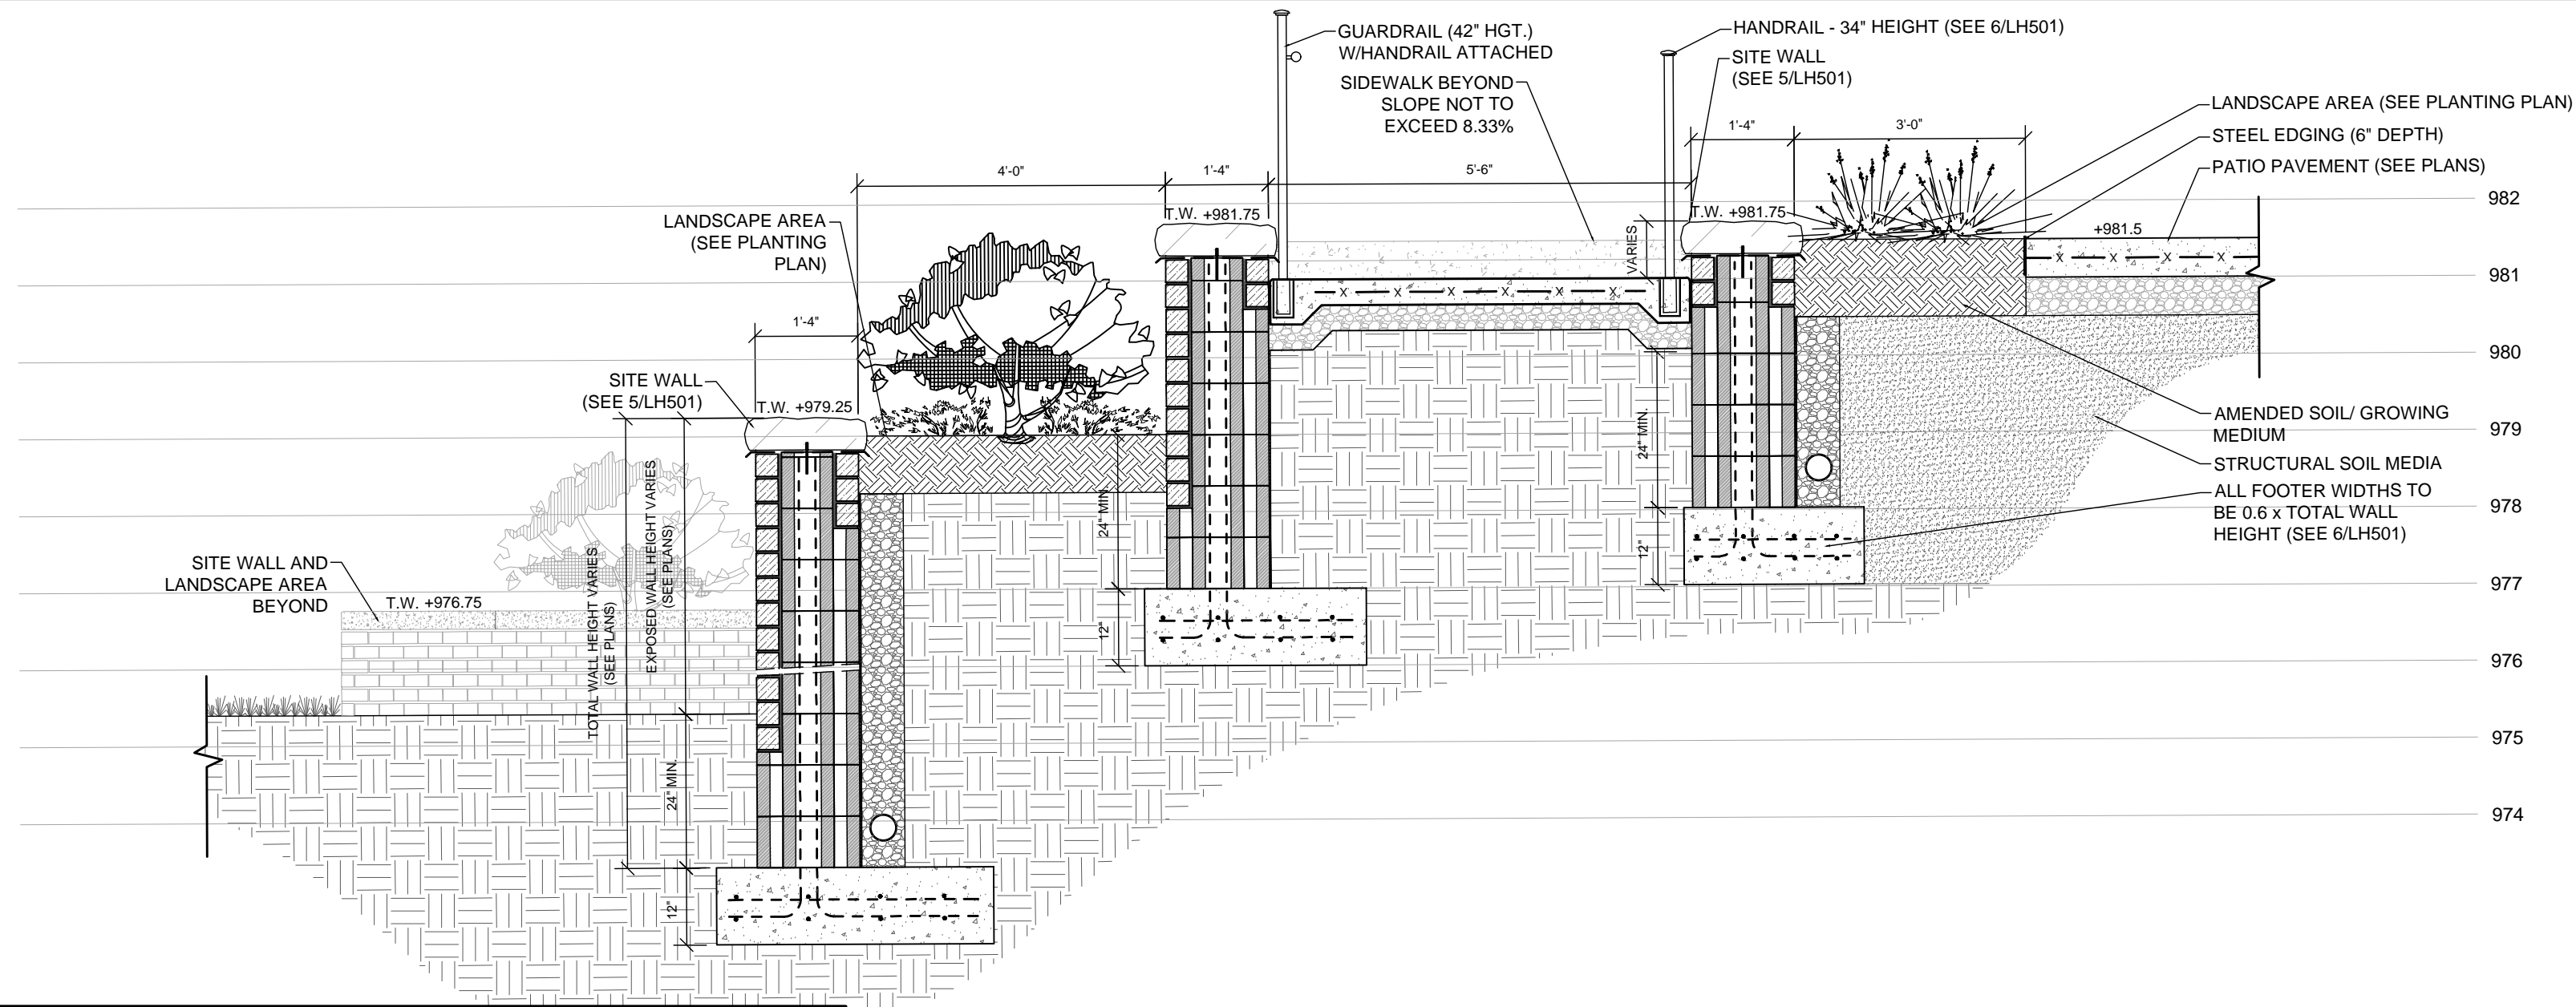 GUARDRAIL (42" HGT.)
W/HANDRAIL ATTACHED
SIDEWALK BEYOND
SLOPE NOT TO
EXCEED 8.33%
HANDRAIL - 34" HEIGHT (SEE 6/LH501)
SITE WALL
(SEE 5/LH501)
LANDSCAPE AREA (SEE PLANTING PLAN)
STEEL EDGING (6" DEPTH)
PATIO PAVEMENT (SEE PLANS)
1'-4"
3'-0"
4'-0"
1'-4"
5'-6"
982
LANDSCAPE AREA
(SEE PLANTING
PLAN)
T.W. +981.75
T.W. +981.75
+981.5
VARIES
981
1'-4"
980
SITE WALL
(SEE 5/LH501)
T.W. +979.25
24" MIN.
AMENDED SOIL/ GROWING
MEDIUM
979
STRUCTURAL SOIL MEDIA
ALL FOOTER WIDTHS TO
BE 0.6 x TOTAL WALL
HEIGHT (SEE 6/LH501)
978
24" MIN.
12"
977
SITE WALL AND
LANDSCAPE AREA
BEYOND
T.W. +976.75
TOTAL WALL HEIGHT VARIES
(SEE PLANS)
EXPOSED WALL HEIGHT VARIES
(SEE PLANS)
12"
976
975
24" MIN.
974
12"